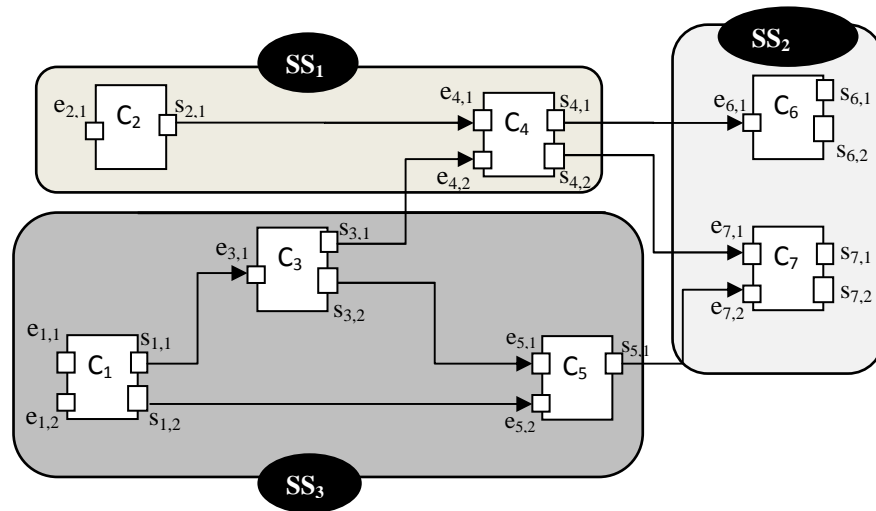 SS₁
SS₂
e₂,₁
C₂
s₂,₁
e₄,₁
C₄
s₄,₁
e₄,₂
s₄,₂
e₆,₁
C₆
s₆,₁
s₆,₂
e₃,₁
C₃
s₃,₁
s₃,₂
e₇,₁
C₇
s₇,₁
e₇,₂
s₇,₂
e₁,₁
C₁
s₁,₁
e₁,₂
s₁,₂
e₅,₁
C₅
s₅,₁
e₅,₂
SS₃